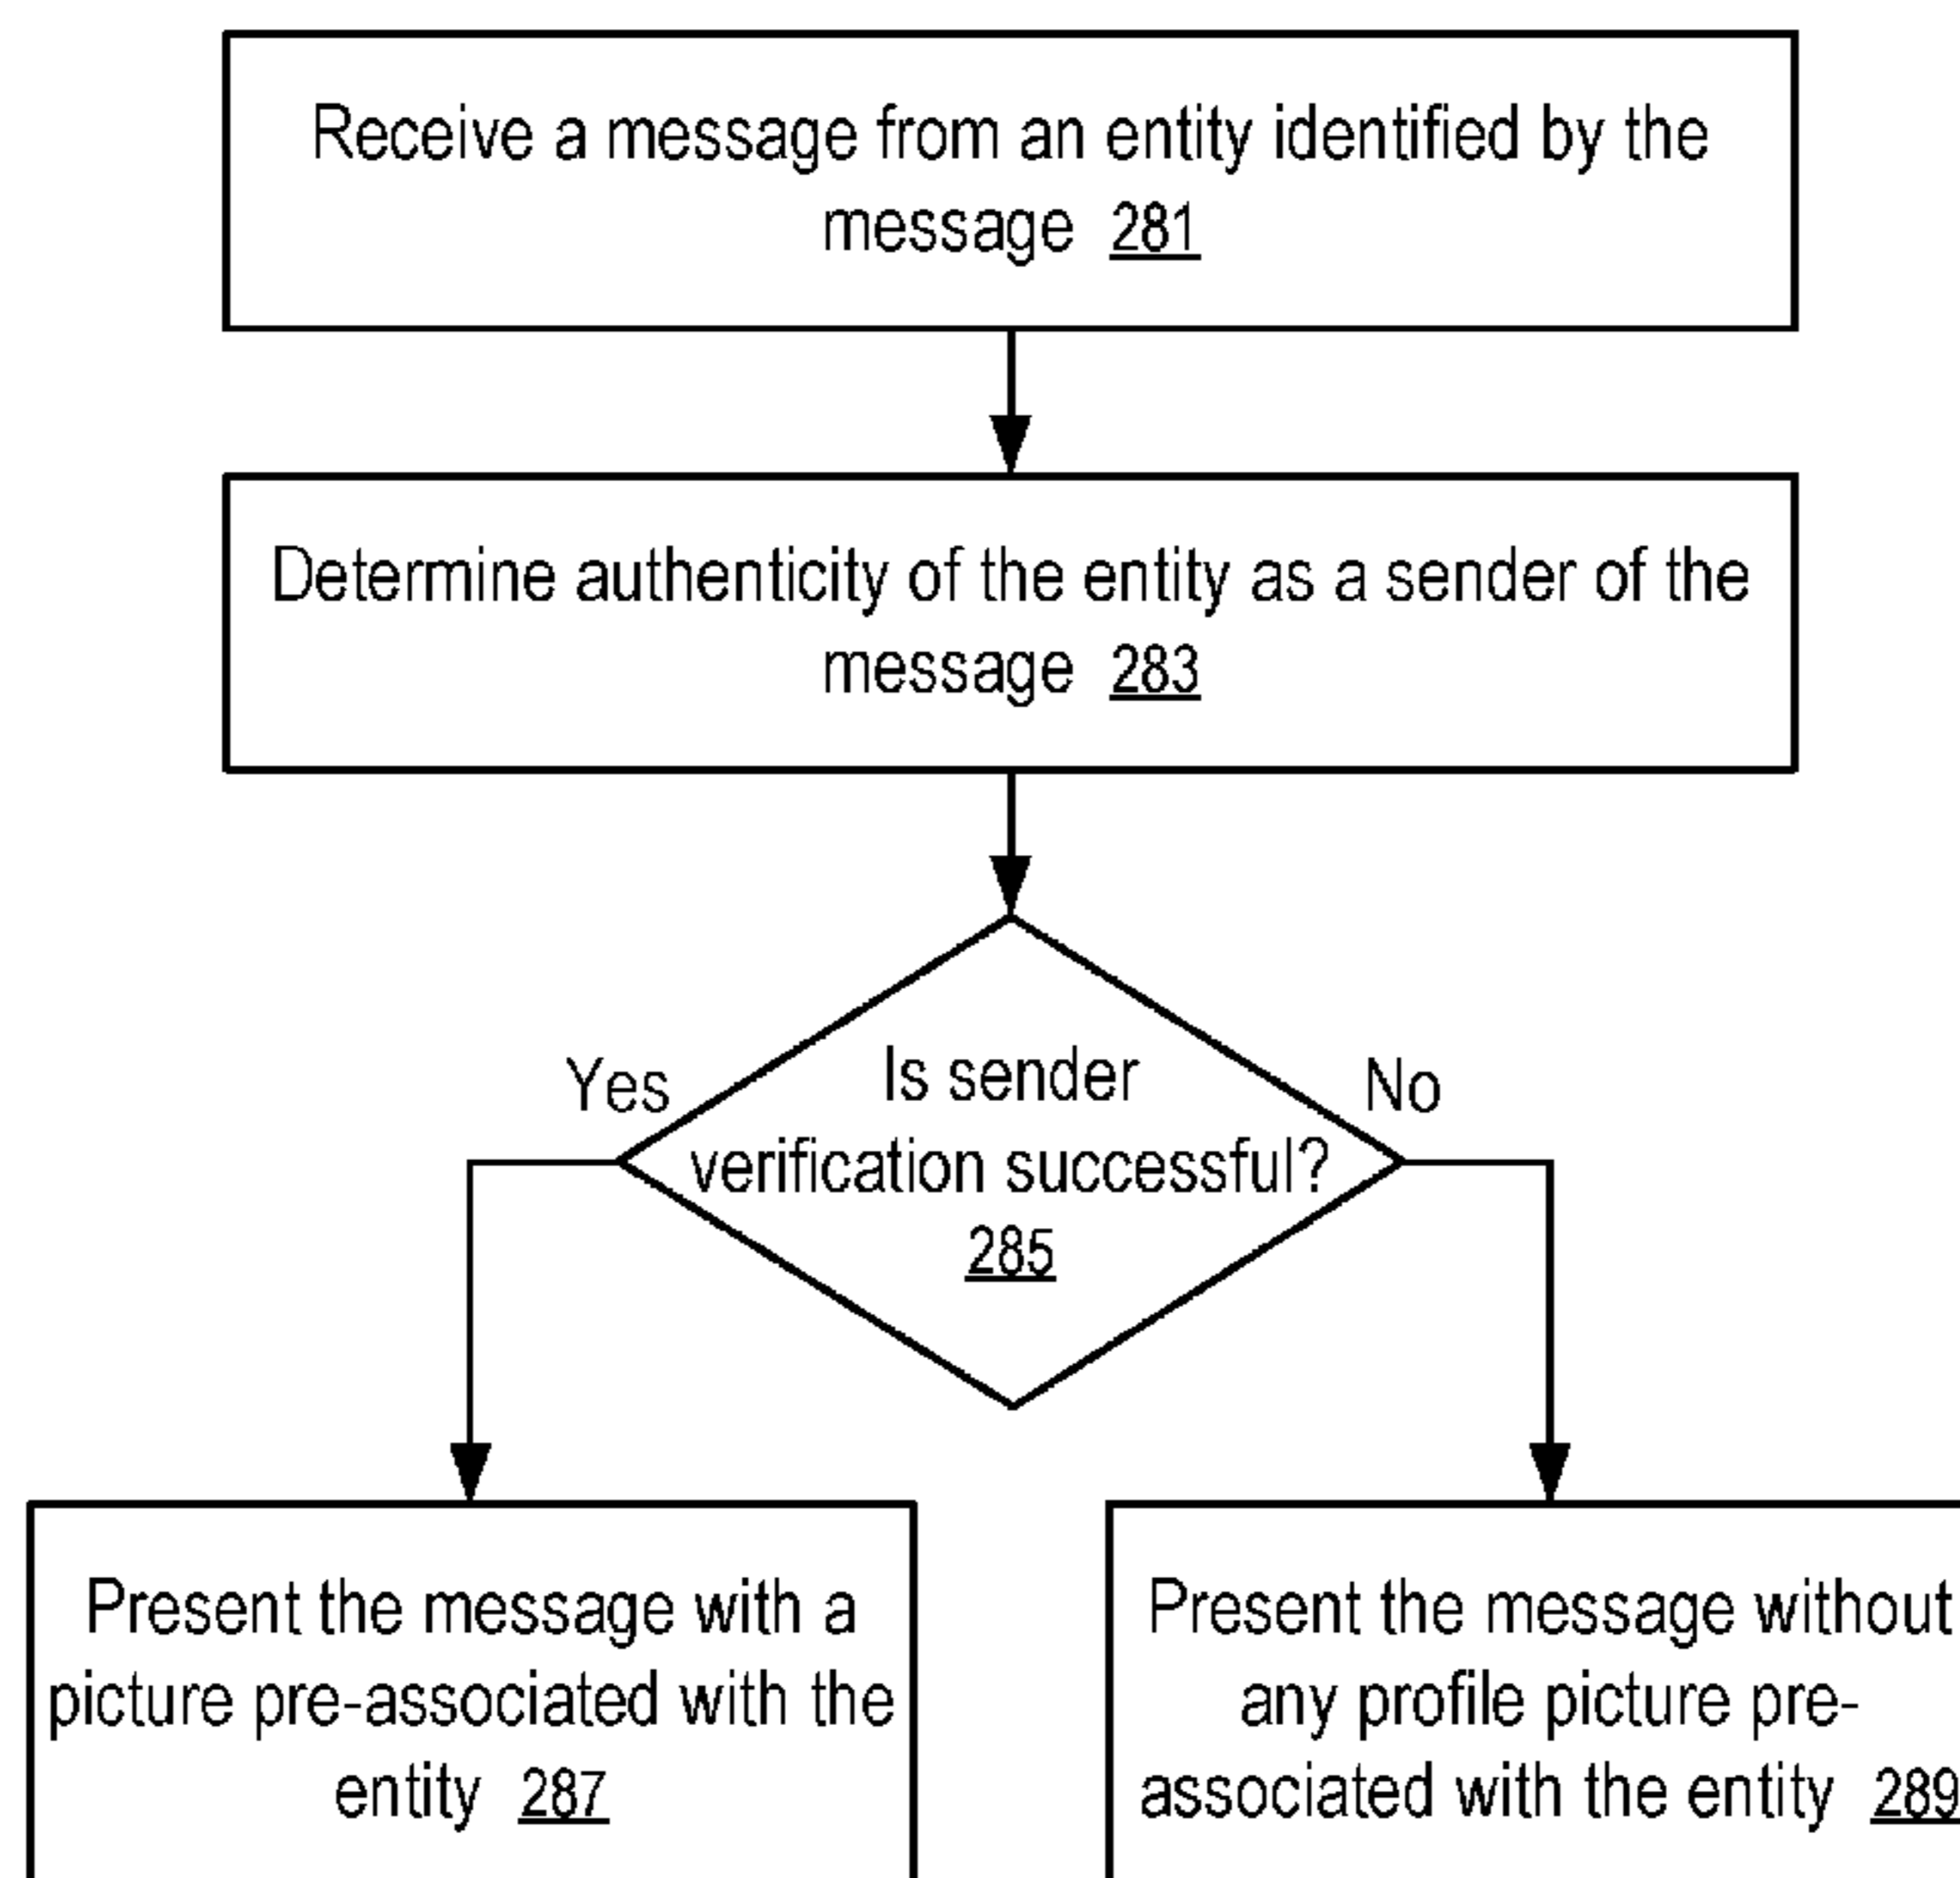 Receive a message from an entity identified by the
message 281
Determine authenticity of the entity as a sender of the
message 283
Yes
Is sender
No
verification successful?
285
Present the message with a
picture pre-associated with the
entity 287
Present the message without
any profile picture pre-
associated with the entity 289